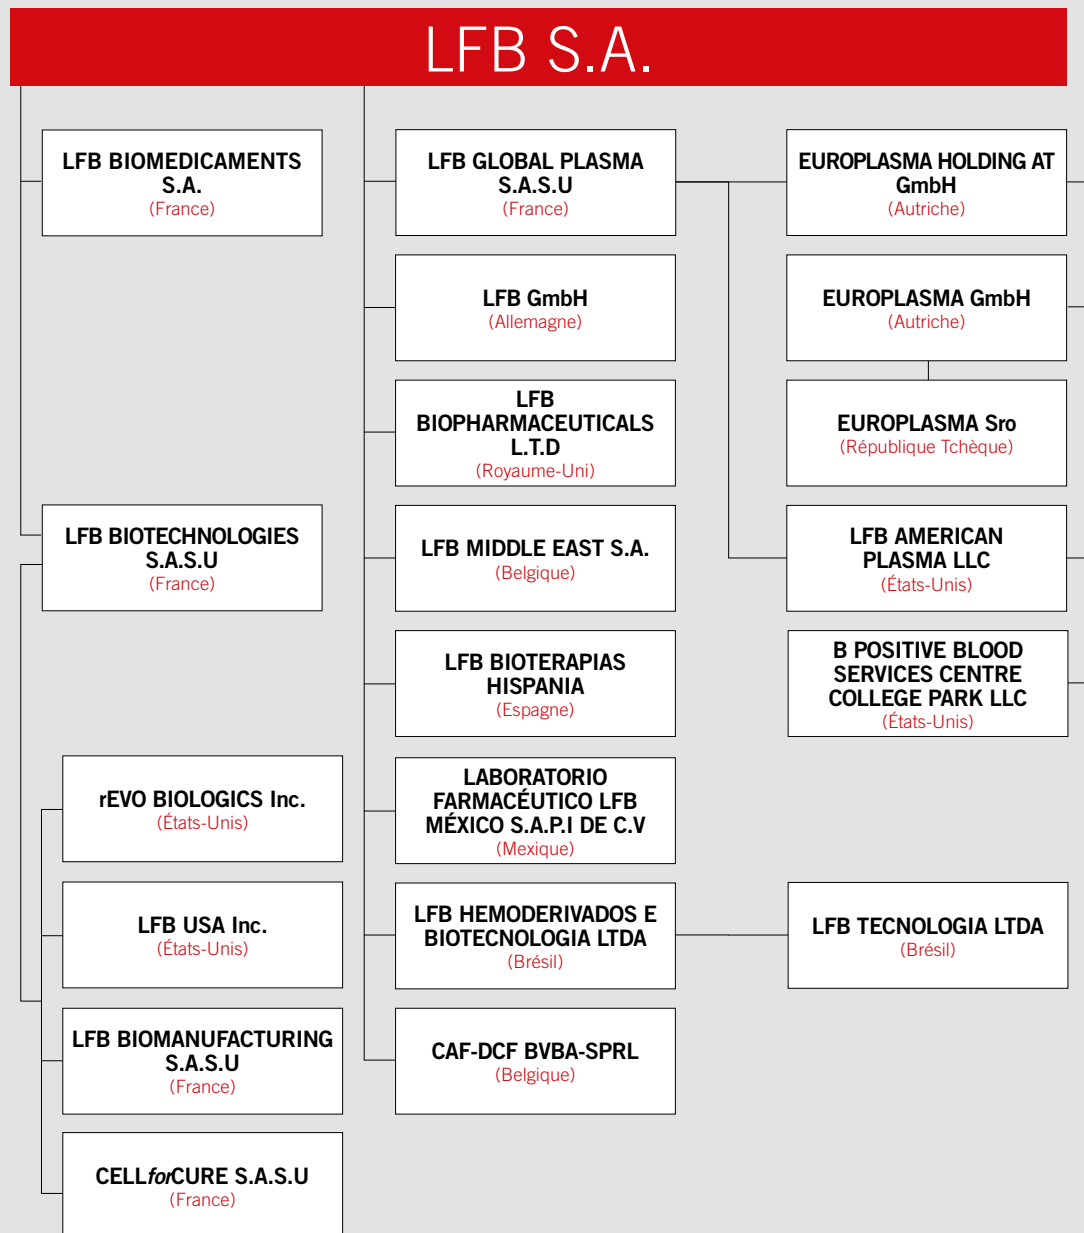 LFB S.A.
LFB BIOMEDICAMENTS
S.A.
(France)
LFB BIOTECHNOLOGIES
S.A.S.U
(France)
rEVO BIOLOGICS Inc.
(États-Unis)
LFB USA Inc.
(États-Unis)
LFB BIOMANUFACTURING
S.A.S.U
(France)
CELLforCURE S.A.S.U
(France)
LFB GLOBAL PLASMA
S.A.S.U
(France)
LFB GmbH
(Allemagne)
LFB
BIOPHARMACEUTICALS
L.T.D
(Royaume-Uni)
LFB MIDDLE EAST S.A.
(Belgique)
LFB BIOTERAPIAS
HISPANIA
(Espagne)
LABORATORIO
FARMACÉUTICO LFB
MÉXICO S.A.P.I DE C.V
(Mexique)
LFB HEMODERIVADOS E
BIOTECNOLOGIA LTDA
(Brésil)
CAF-DCF BVBA-SPRL
(Belgique)
EUROPLASMA HOLDING AT
GmbH
(Autriche)
EUROPLASMA GmbH
(Autriche)
EUROPLASMA Sro
(République Tchèque)
LFB AMERICAN
PLASMA LLC
(États-Unis)
B POSITIVE BLOOD
SERVICES CENTRE
COLLEGE PARK LLC
(États-Unis)
LFB TECNOLOGIA LTDA
(Brésil)